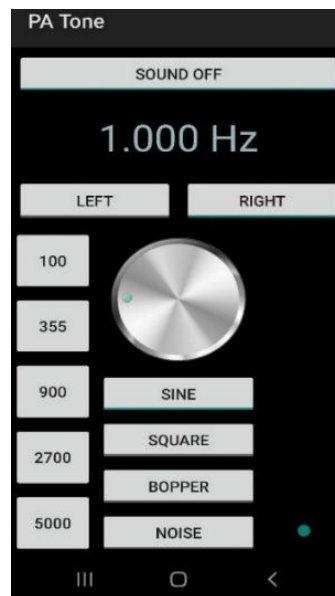 PA Tone
SOUND OFF
1.000 Hz
LEFT RIGHT
100
355
900
2700
5000
SINE
SQUARE
BOPPER
NOISE